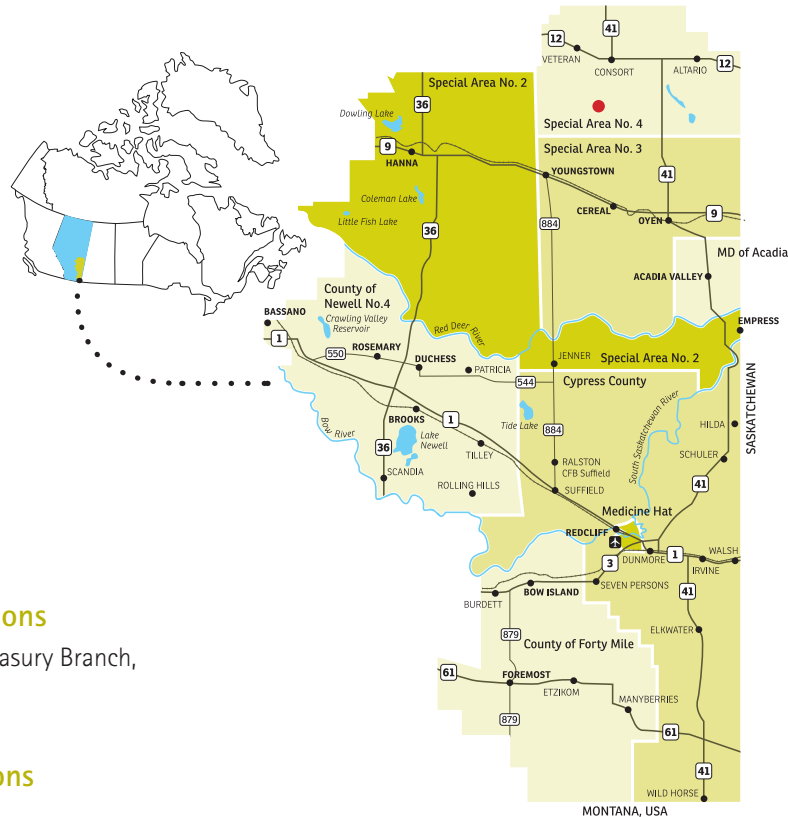 41
12
VETERAN
CONSORT
ALTARIO
12
Special Area No. 2
36
Dowling Lake
Special Area No. 4
9
HANNA
Special Area No. 3
YOUNGSTOWN
41
Coleman Lake
CEREAL
9
Little Fish Lake
OYEN
884
36
MD of Acadia
ACADIA VALLEY
County of
Newell No.4
BASSANO
Crawling Valley
Reservoir
Red Deer
River
EMPRESS
1
ROSEMARY
550
DUCHESS
PATRICIA
JENNER
Special Area No. 2
544
Cypress County
SASKATCHEWAN
BROOKS
1
Tide Lake
South Saskatchewan River
Bow River
884
HILDA
36
Lake
Newell
TILLEY
SCHULER
SCANDIA
RALSTON
CFB Suffield
ROLLING HILLS
SUFFIELD
41
Medicine Hat
REDCLIFF
DUNMORE
1
WALSH
IRVINE
3
SEVEN PERSONS
BOW ISLAND
41
BURDETT
ons
879
County of Forty Mile
ELKWATER
asury Branch,
61
FOREMOST
ETZIKOM
MANYBERRIES
879
61
ons
41
WILD HORSE
MONTANA, USA